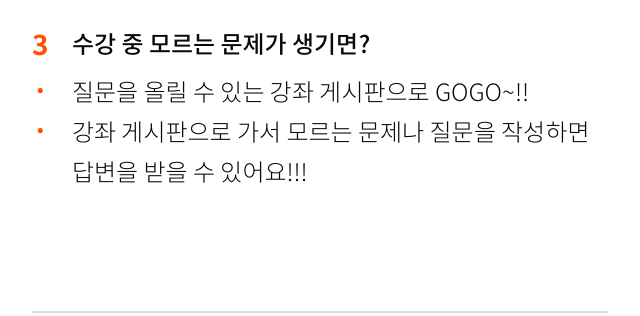 3 수강 중 모르는 문제가 생기면?
• 질문을 올릴 수 있는 강좌 게시판으로 GOGO~!!
• 강좌 게시판으로 가서 모르는 문제나 질문을 작성하면
답변을 받을 수 있어요!!!